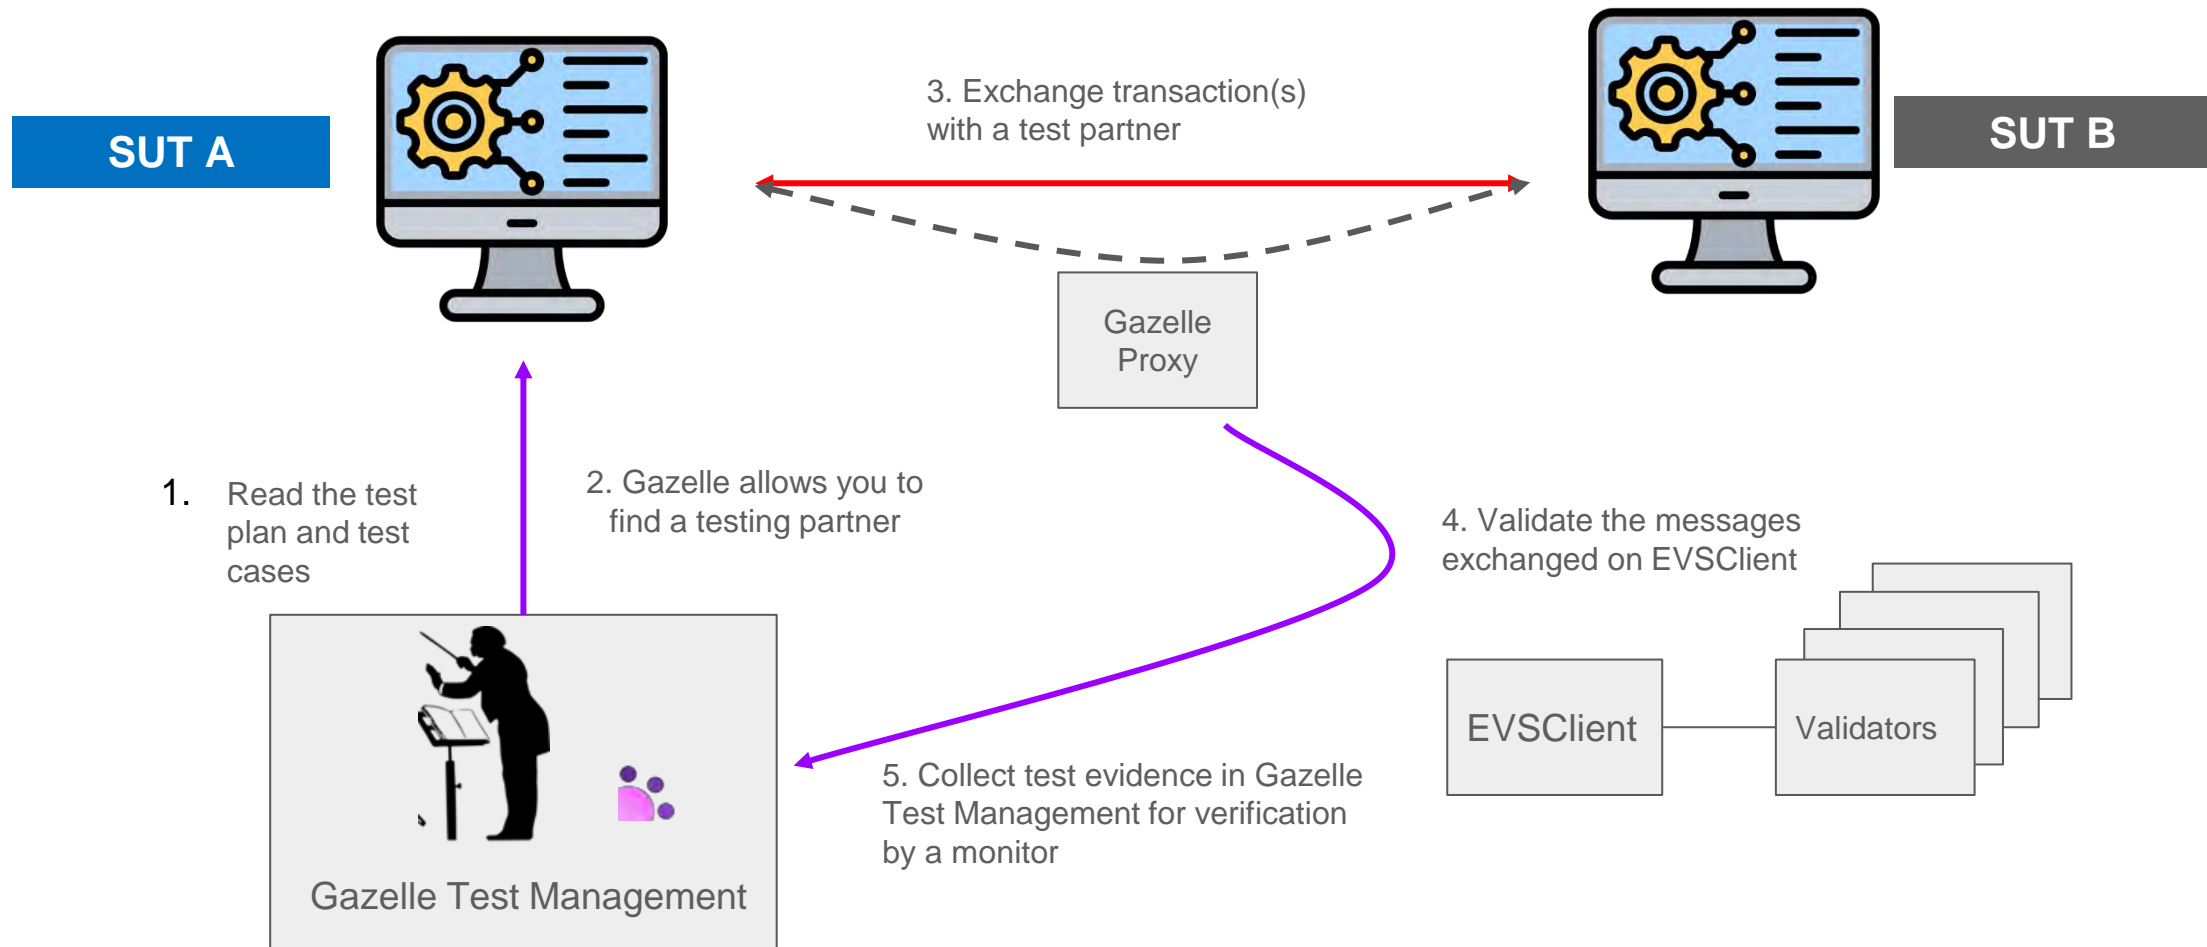 SUT A
3. Exchange transaction(s)
with a test partner
SUT B
Gazelle
Proxy
1. Read the test
plan and test
cases
2. Gazelle allows you to
find a testing partner
4. Validate the messages
exchanged on EVSClient
EVSClient
Validators
5. Collect test evidence in Gazelle
Test Management for verification
by a monitor
Gazelle Test Management